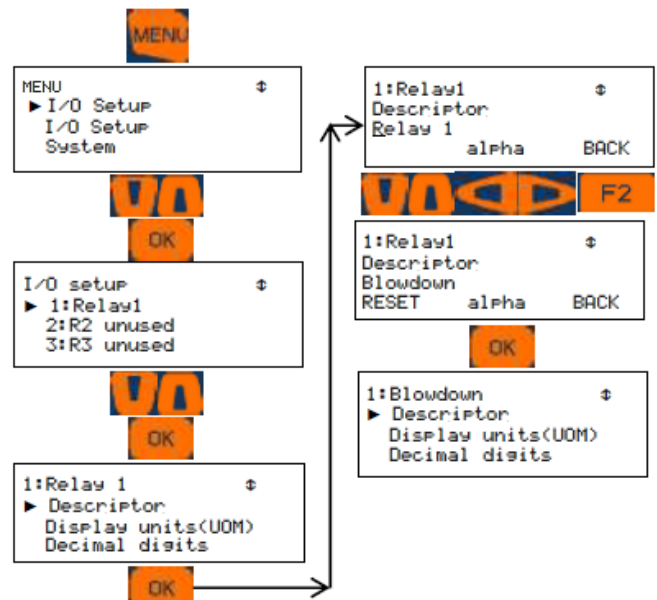 MENU
MENU
I/O Setup
I/O Setup
System
OK
I/O setup
1:Relay1
2:R2 unused
3:R3 unused
OK
1:Relay 1
Descriptor
Display units(UOM)
Decimal digits
OK
1:Relay1
Descriptor
Relay 1
alpha BACK
F2
1:Relay1
Descriptor
Blowdown
RESET alpha BACK
OK
1:Blowdown
Descriptor
Display units(UOM)
Decimal digits